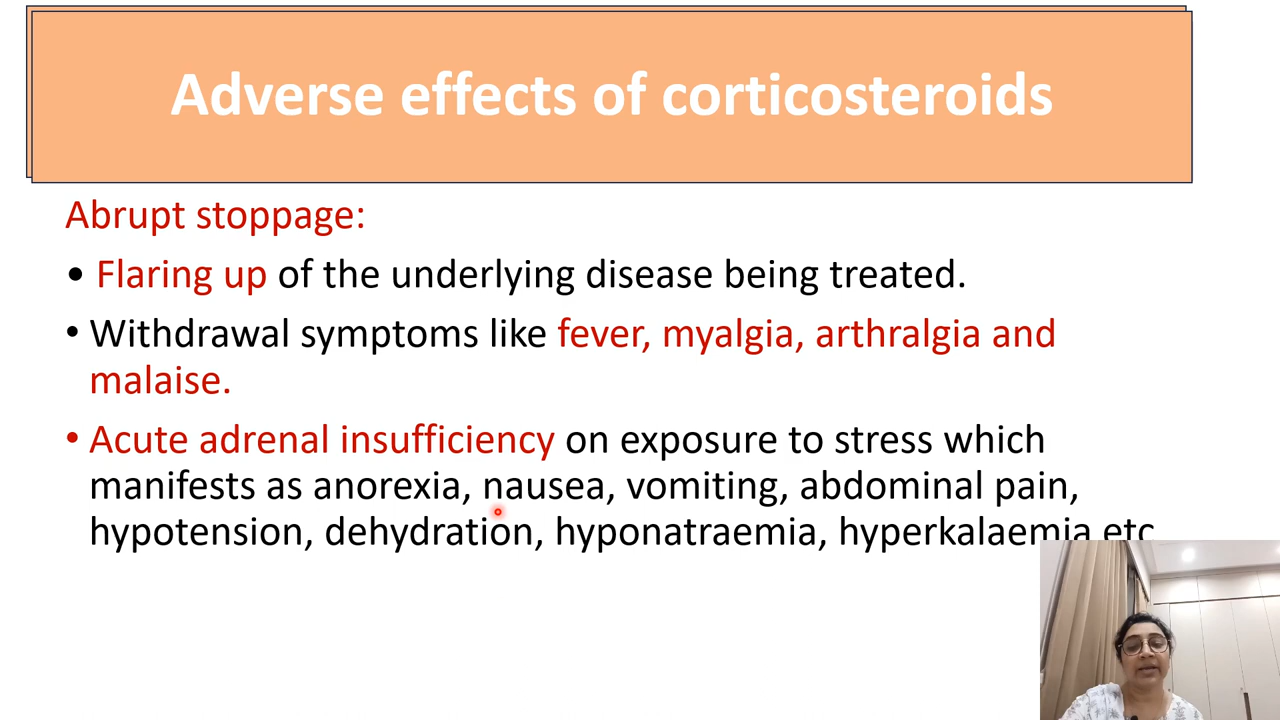 Adverse effects of corticosteroids
Abrupt stoppage:
• Flaring up of the underlying disease being treated.
• Withdrawal symptoms like fever, myalgia, arthralgia and
malaise.
• Acute adrenal insufficiency on exposure to stress which
manifests as anorexia, nausea, vomiting, abdominal pain,
hypotension, dehydration, hyponatraemia, hyperkalaemia etc